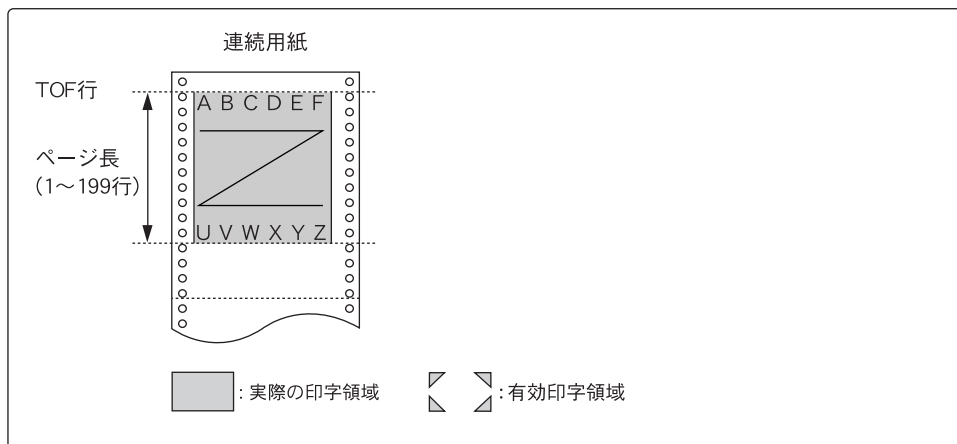 連続用紙
TOF行
A B C D E F
ページ長
(1〜199行)
U V W X Y Z
: 実際の印字領域
: 有効印字領域